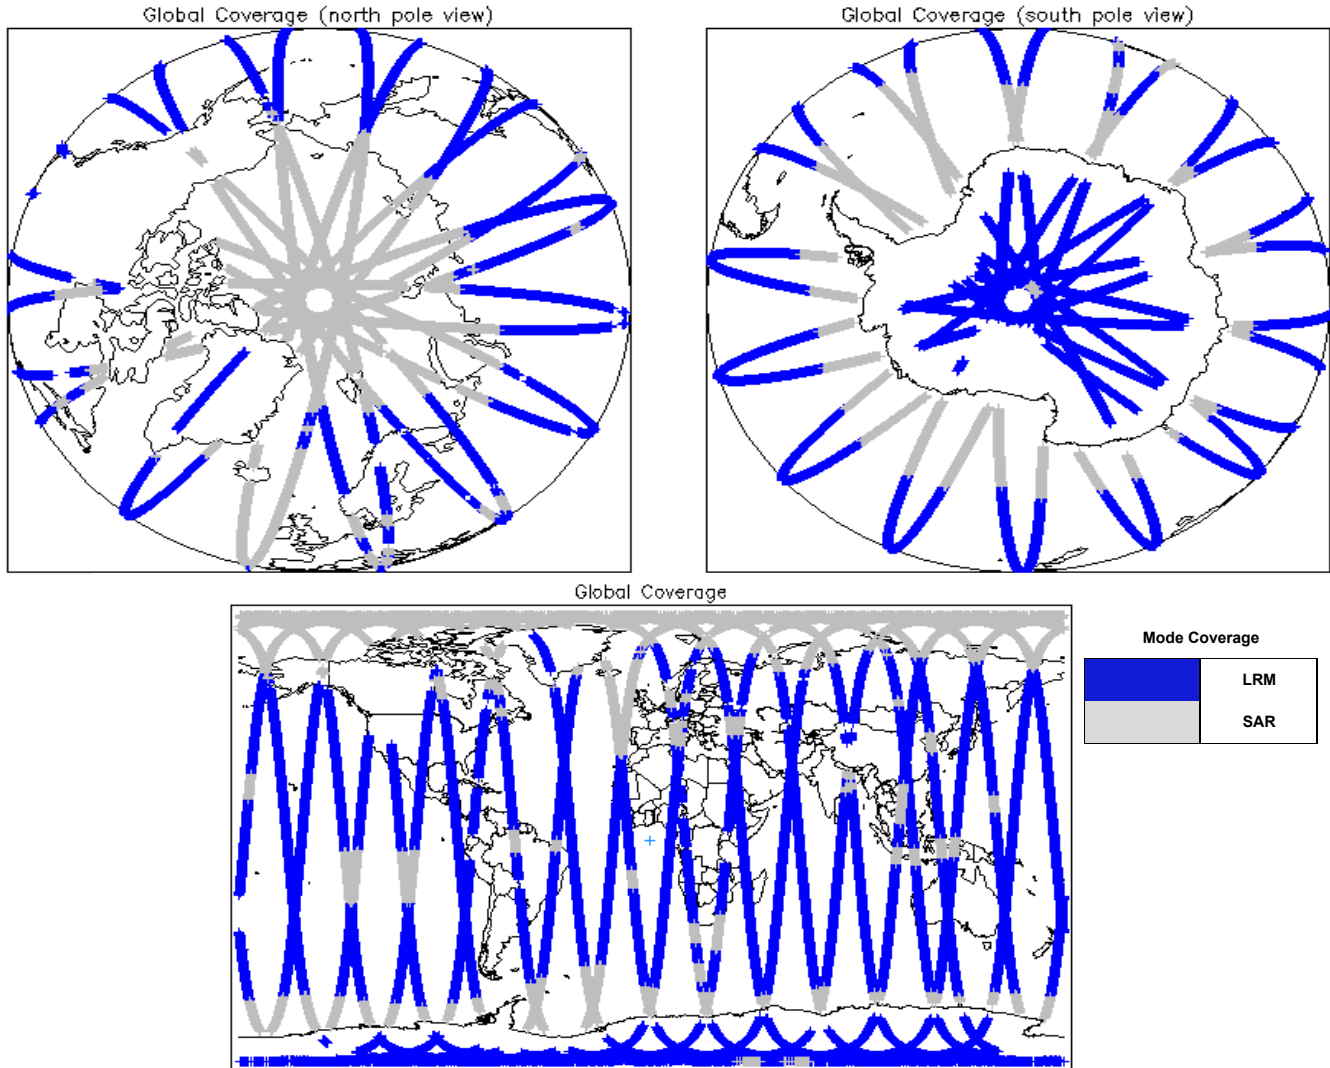 Global Coverage (north pole view)
Global Coverage (south pole view)
Global Coverage
Mode Coverage
LRM
SAR